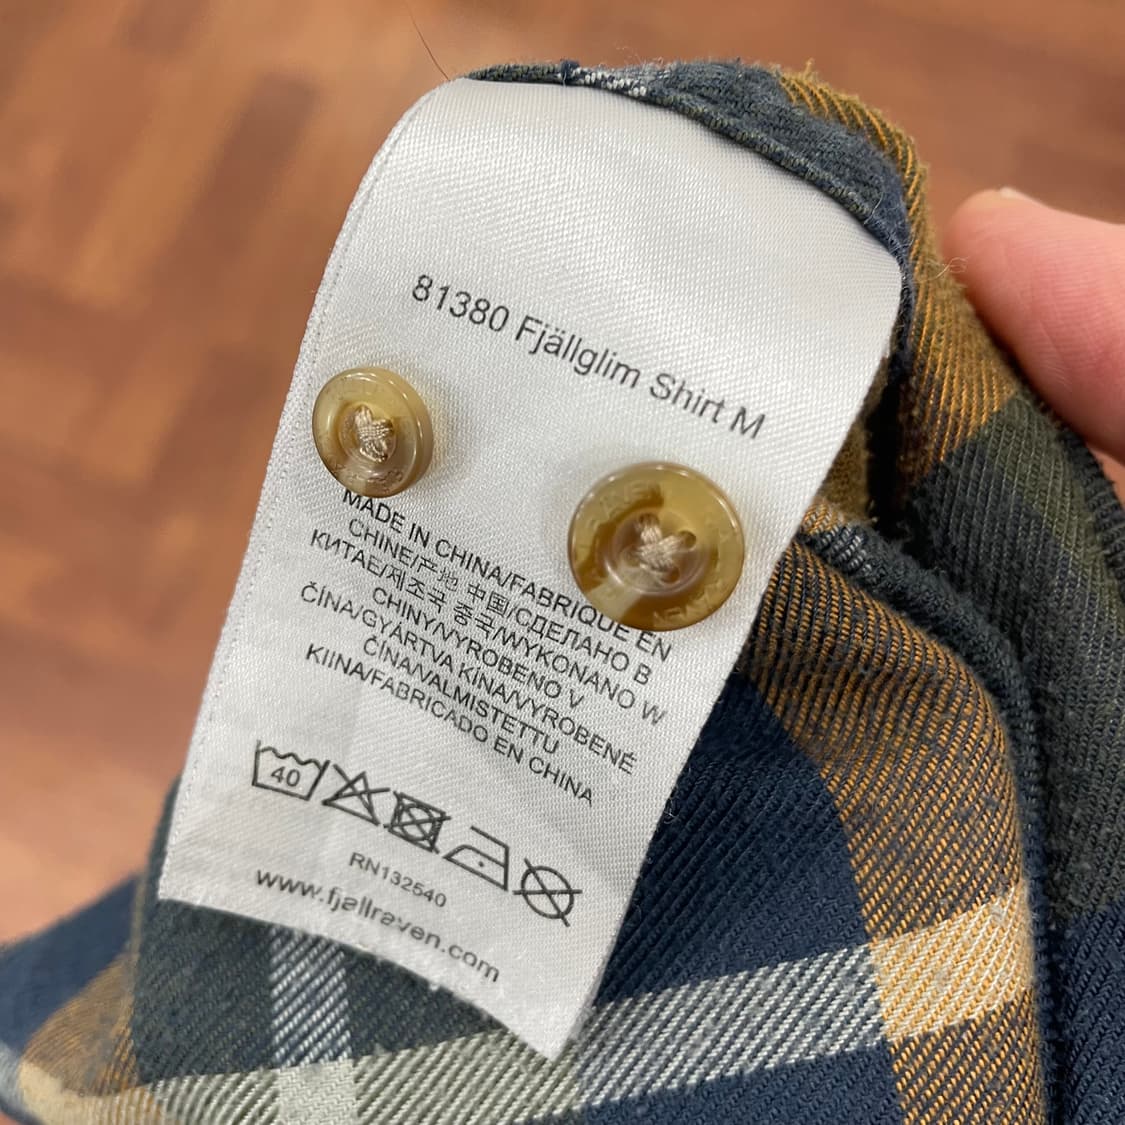 81380 Fjällglim Shirt M
MADE IN CHINA/FABRIQUÉ EN
CHINE/产地 中国/СДЕЛАНО В
КИТАЕ/제조국 중국/WYKONANO W
CHINY/VYROBENO V
ČÍNA/GYÁRTVA KÍNA/VYROBENÉ
ČÍNA/VALMISTETTU
KIINA/FABRICADO EN CHINA
40
RN132540
www.fjallraven.com